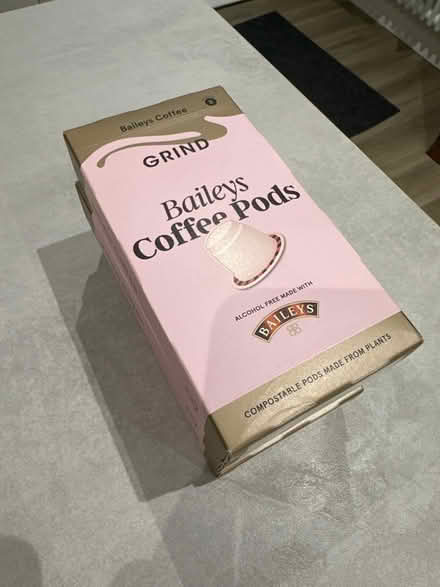 Baileys Coffee
GRIND
Baileys
Coffee Pods
ALCOHOL FREE MADE WITH
BAILEYS
COMPOSTABLE PODS MADE FROM PLANTS